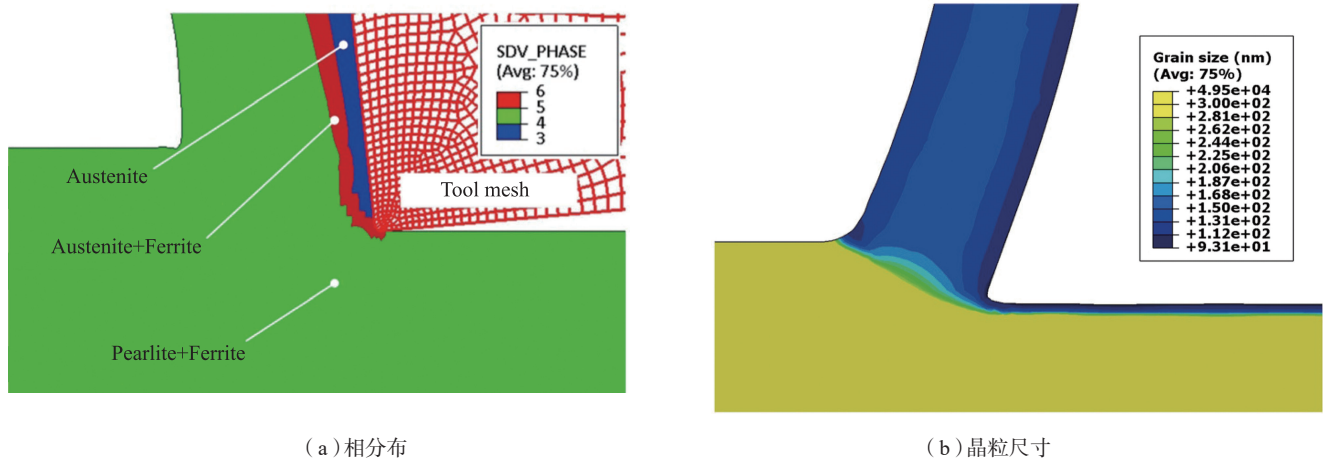 SDV_PHASE
(Avg: 75%)
6
5
4
3
Austenite
Tool mesh
Austenite+Ferrite
Pearlite+Ferrite
(a)相分布
Grain size (nm)
(Avg: 75%)
+4.95e+04
+3.00e+02
+2.81e+02
+2.62e+02
+2.44e+02
+2.25e+02
+2.06e+02
+1.87e+02
+1.68e+02
+1.50e+02
+1.31e+02
+1.12e+02
+9.31e+01
(b)晶粒尺寸